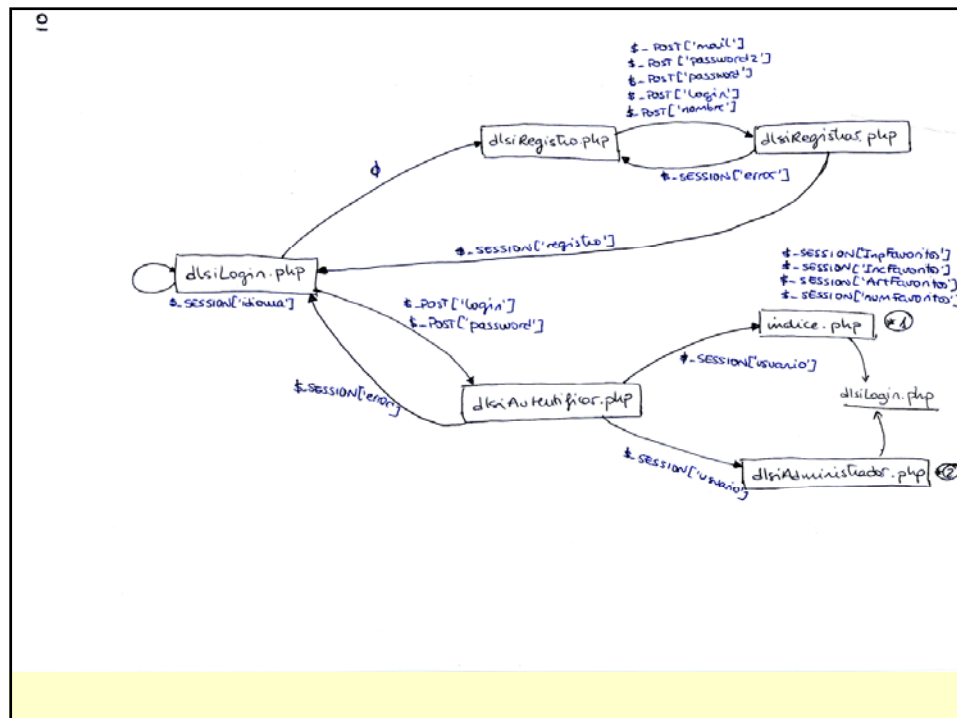 10
$_POST['mail']
$_POST['password2']
$_POST['password']
$_POST['login']
$_POST['nombre']
dlsiRegistro.php
dlsiRegistrar.php
ϕ
$_SESSION['error']
$_SESSION['registro']
dlsiLogin.php
$_SESSION['idioma']
$_POST['login']
$_POST['password']
$_SESSION[InpFavoritos']
$_SESSION['IncFavoritos']
$_SESSION['ArtFavoritos']
$_SESSION['numFavoritos']
indice.php
*1
$_SESSION['usuario']
$_SESSION['error']
dlsiAutentificar.php
dlsiLogin.php
$_SESSION['usuario']
dlsiAdministrador.php
*2